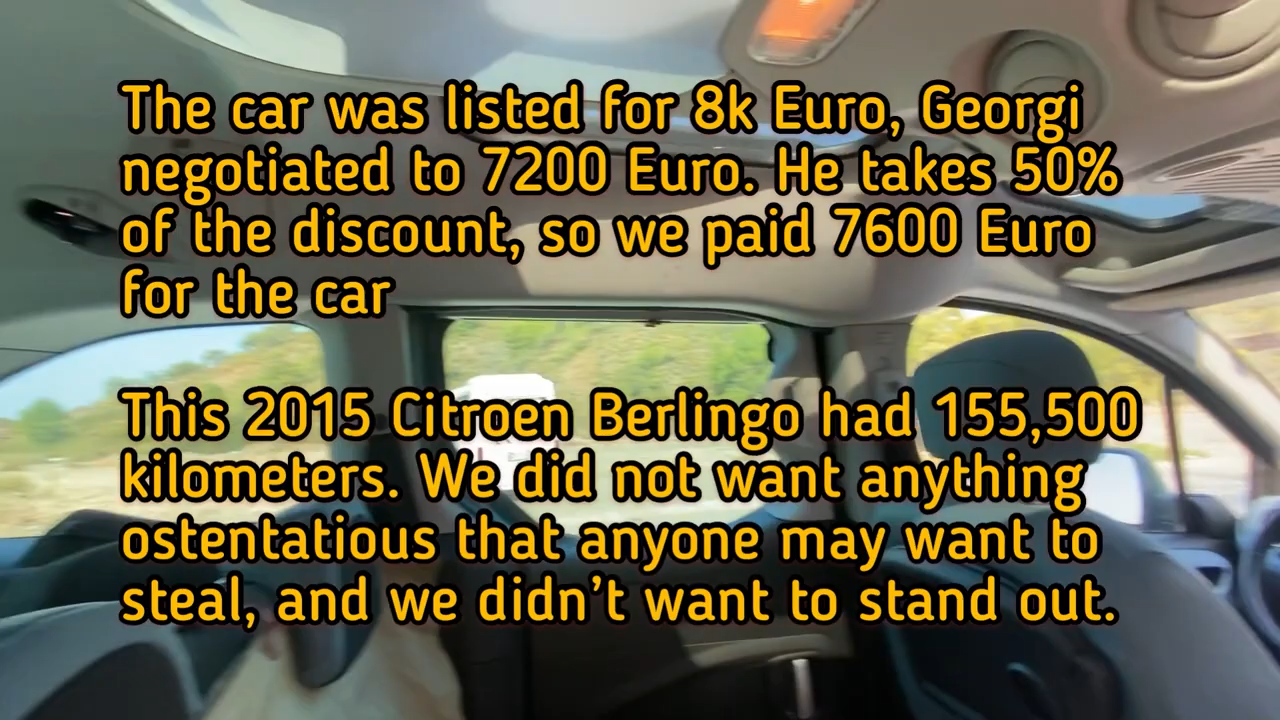 The car was listed for 8k Euro, Georgi
negotiated to 7200 Euro. He takes 50%
of the discount, so we paid 7600 Euro
for the car
This 2015 Citroen Berlingo had 155,500
kilometers. We did not want anything
ostentatious that anyone may want to
steal, and we didn’t want to stand out.